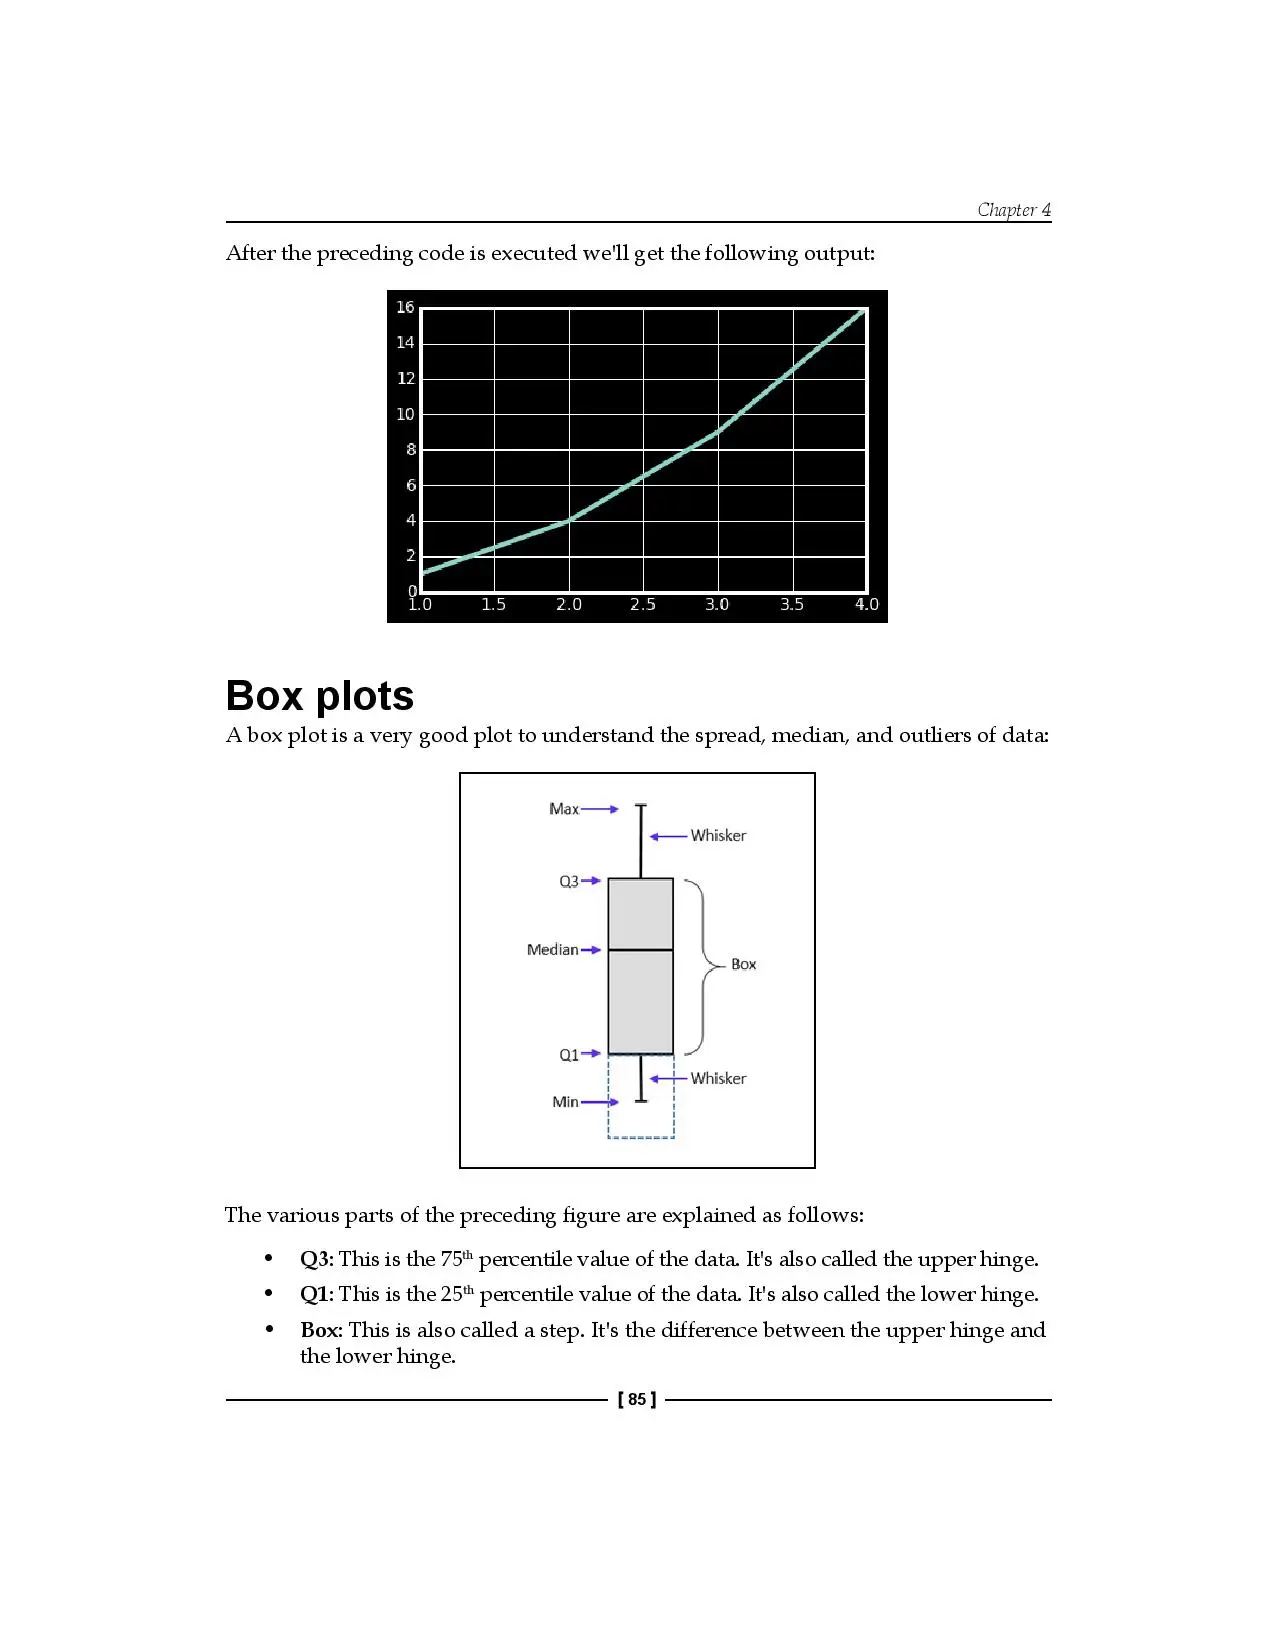 Chapter 4
After the preceding code is executed we'll get the following output:
16
14
12
10
8
6
4
2
0
1.0 1.5 2.0 2.5 3.0 3.5 4.0
Box plots
A box plot is a very good plot to understand the spread, median, and outliers of data:
Max
Whisker
Q3
Median
Box
Q1
Whisker
Min
The various parts of the preceding figure are explained as follows:
• Q3: This is the 75th percentile value of the data. It's also called the upper hinge.
• Q1: This is the 25th percentile value of the data. It's also called the lower hinge.
• Box: This is also called a step. It's the difference between the upper hinge and
the lower hinge.
[ 85 ]